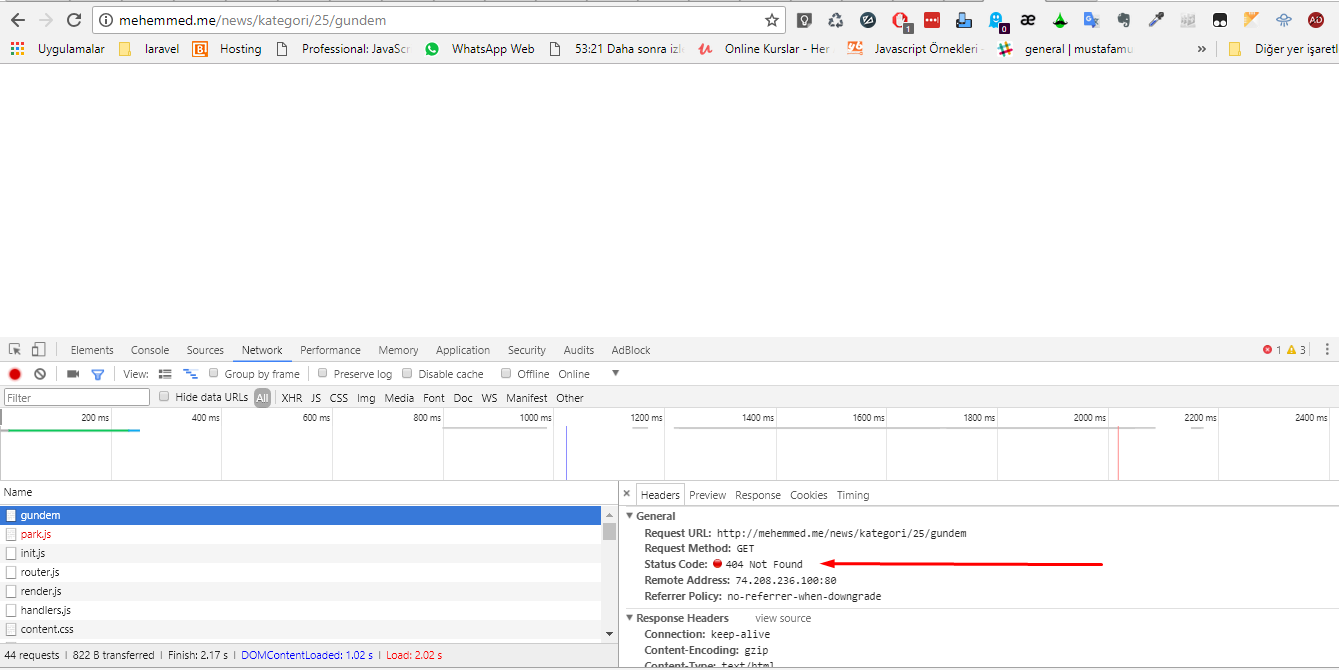 mehemmed.me/news/kategori/25/gundem
1 0 æ AD
Uygulamalar laravel Hosting Professional: JavaScr WhatsApp Web 53:21 Daha sonra izle Online Kurslar - Her Javascript Örnekleri - general | mustafamu » Diğer yer işaretl
Elements Console Sources Network Performance Memory Application Security Audits AdBlock 1 3
View: Group by frame Preserve log Disable cache Offline Online
Filter Hide data URLs All XHR JS CSS Img Media Font Doc WS Manifest Other
200 ms 400 ms 600 ms 800 ms 1000 ms 1200 ms 1400 ms 1600 ms 1800 ms 2000 ms 2200 ms 2400 ms
Name
gundem
park.js
init.js
router.js
render.js
handlers.js
content.css
44 requests | 822 B transferred | Finish: 2.17 s | DOMContentLoaded: 1.02 s | Load: 2.02 s
× Headers Preview Response Cookies Timing
General
Request URL: http://mehemmed.me/news/kategori/25/gundem
Request Method: GET
Status Code: 404 Not Found
Remote Address: 74.208.236.100:80
Referrer Policy: no-referrer-when-downgrade
Response Headers view source
Connection: keep-alive
Content-Encoding: gzip
Content-Type: text/html